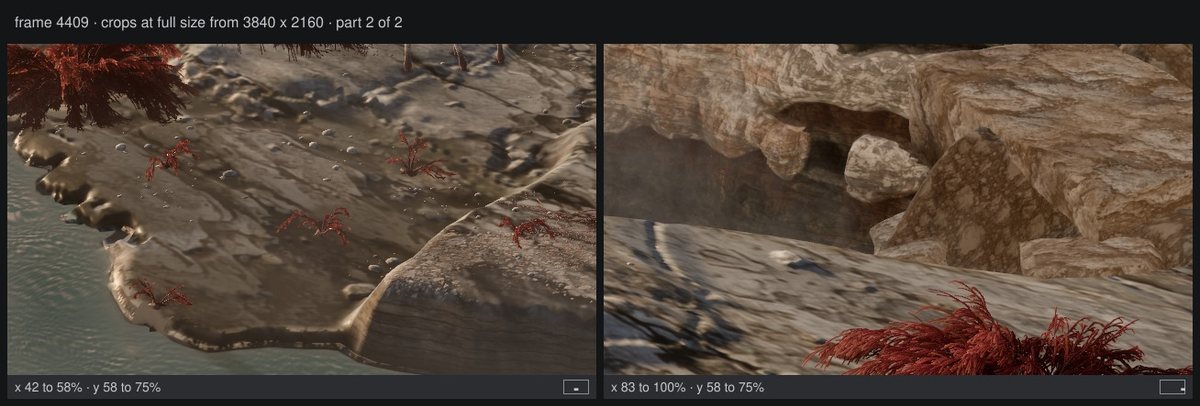 frame 4409 · crops at full size from 3840 x 2160 · part 2 of 2
x 42 to 58% · y 58 to 75%
x 83 to 100% · y 58 to 75%